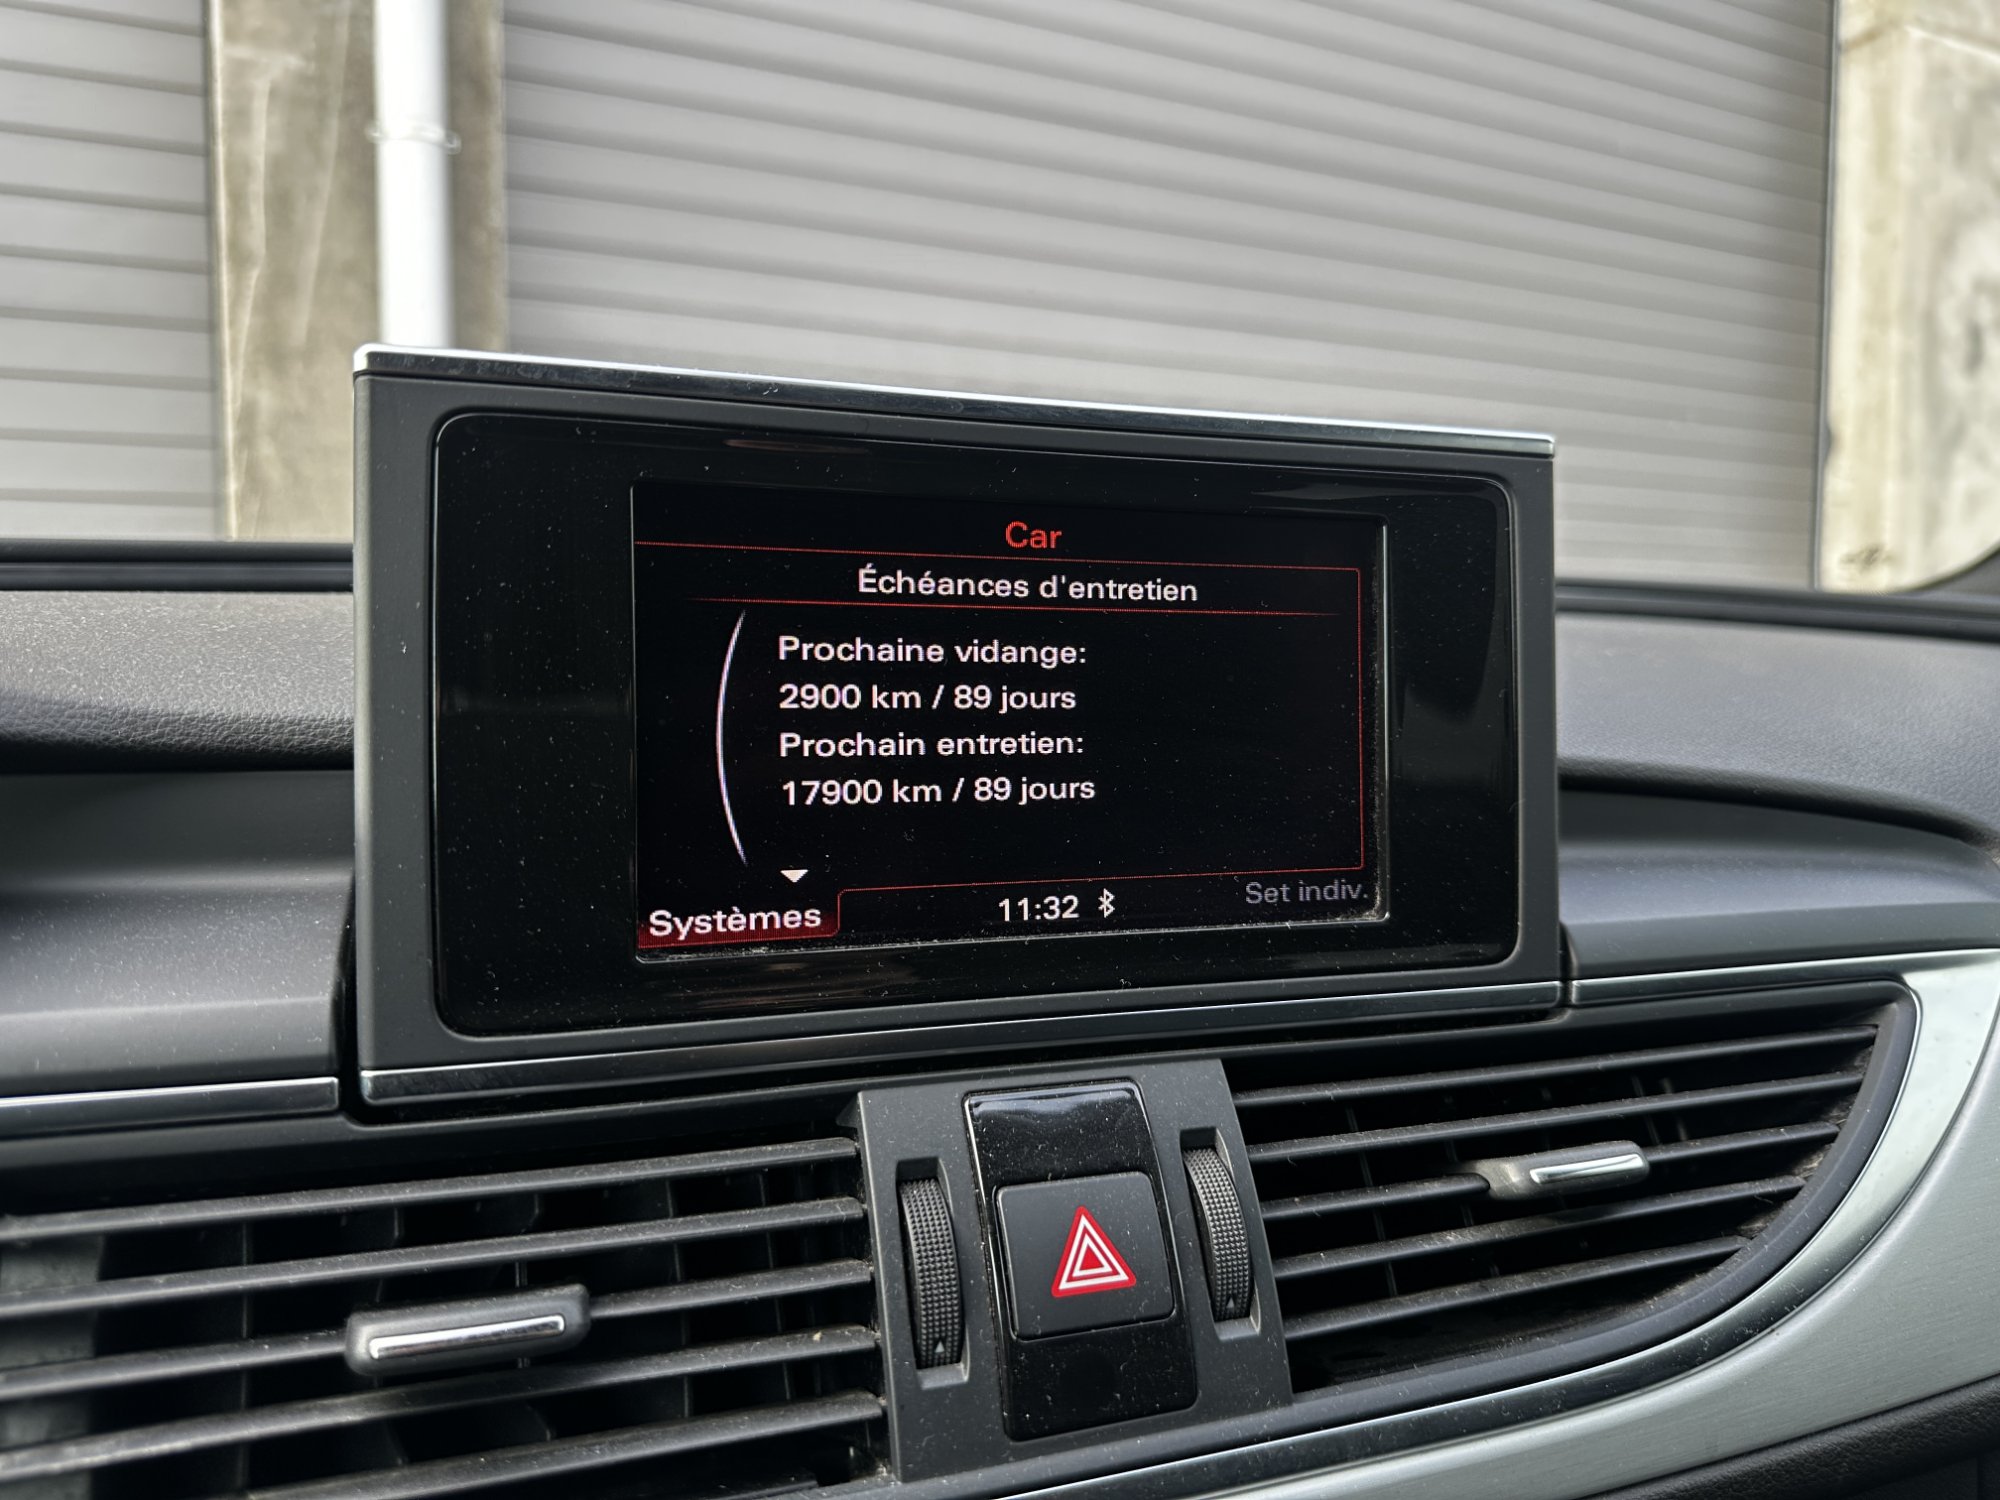 Car
Échéances d'entretien
Prochaine vidange:
2900 km / 89 jours
Prochain entretien:
17900 km / 89 jours
Systèmes
11:32
Set indiv.